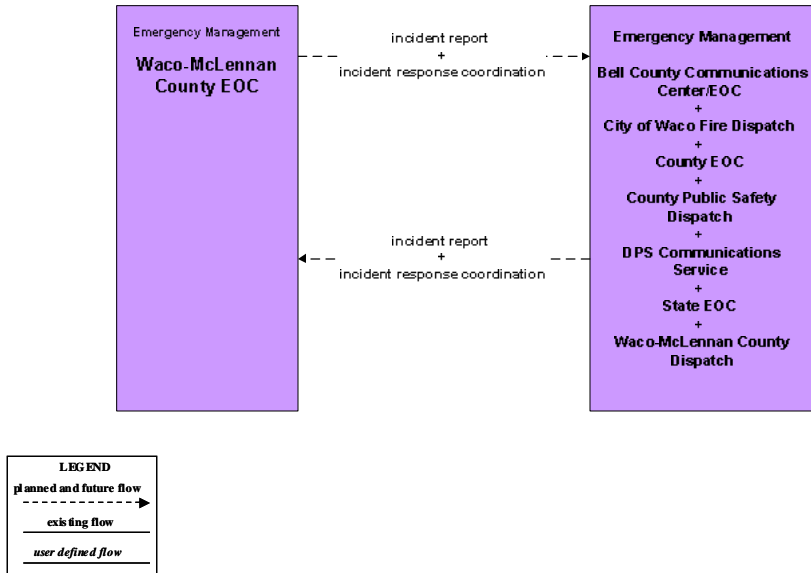 Emergency Management
Waco-McLennan
County EOC
incident report
+
incident response coordination
incident report
+
incident response coordination
Emergency Management
Bell County Communications
Center/EOC
+
City of Waco Fire Dispatch
+
County EOC
+
County Public Safety
Dispatch
+
DPS Communications
Service
+
State EOC
+
Waco-McLennan County
Dispatch
LEGEND
planned and future flow
existing flow
user defined flow